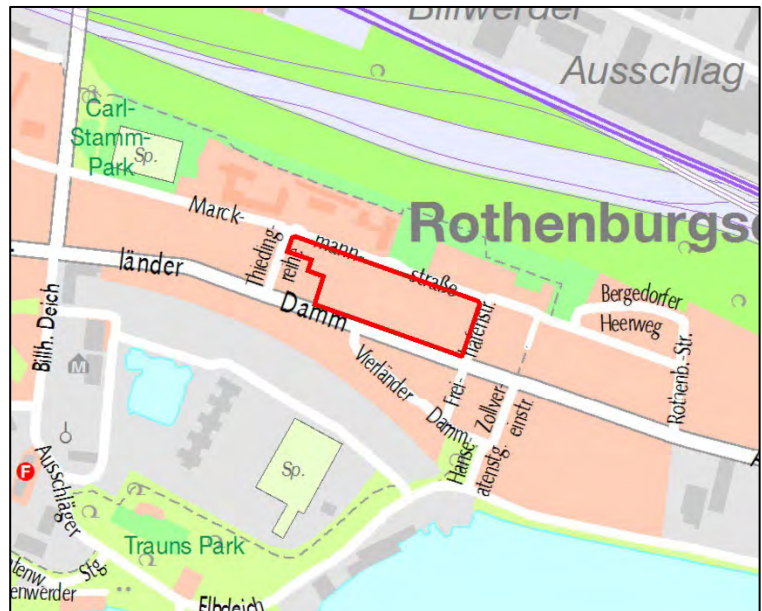 Billwerder
Ausschlag
Carl-
Stamm-
Park
Sp.
Marck-
mann-
straße
Rothenburgso
Thieding-
reihe
länder
Damm
Billh. Deich
Bergedorfer
Heerweg
Rothenb.-Str.
Frei-
hafenstr.
Vierländer
Damm
Zollver-
einstr.
Hanse-
atenstg.
M
F
Ausschläger
Sp.
Trauns Park
Stg.
enwerder
Elbdeich